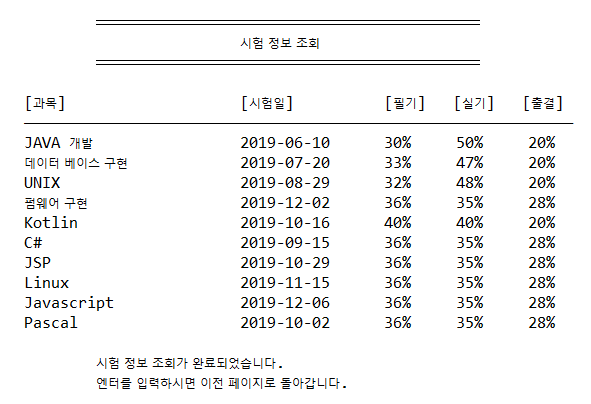 시험 정보 조회
[과목] [시험일] [필기] [실기] [출결]
JAVA 개발 2019-06-10 30% 50% 20%
데이터 베이스 구현 2019-07-20 33% 47% 20%
UNIX 2019-08-29 32% 48% 20%
펌웨어 구현 2019-12-02 36% 35% 28%
Kotlin 2019-10-16 40% 40% 20%
C# 2019-09-15 36% 35% 28%
JSP 2019-10-29 36% 35% 28%
Linux 2019-11-15 36% 35% 28%
Javascript 2019-12-06 36% 35% 28%
Pascal 2019-10-02 36% 35% 28%
시험 정보 조회가 완료되었습니다.
엔터를 입력하시면 이전 페이지로 돌아갑니다.